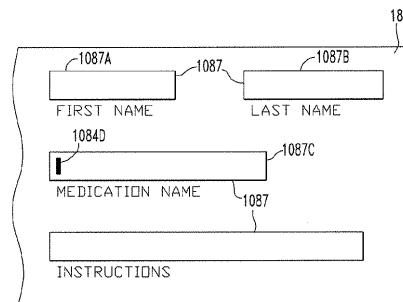 18
1087A 1087 1087B
FIRST NAME LAST NAME
1084D
1087C
MEDICATION NAME
1087
INSTRUCTIONS